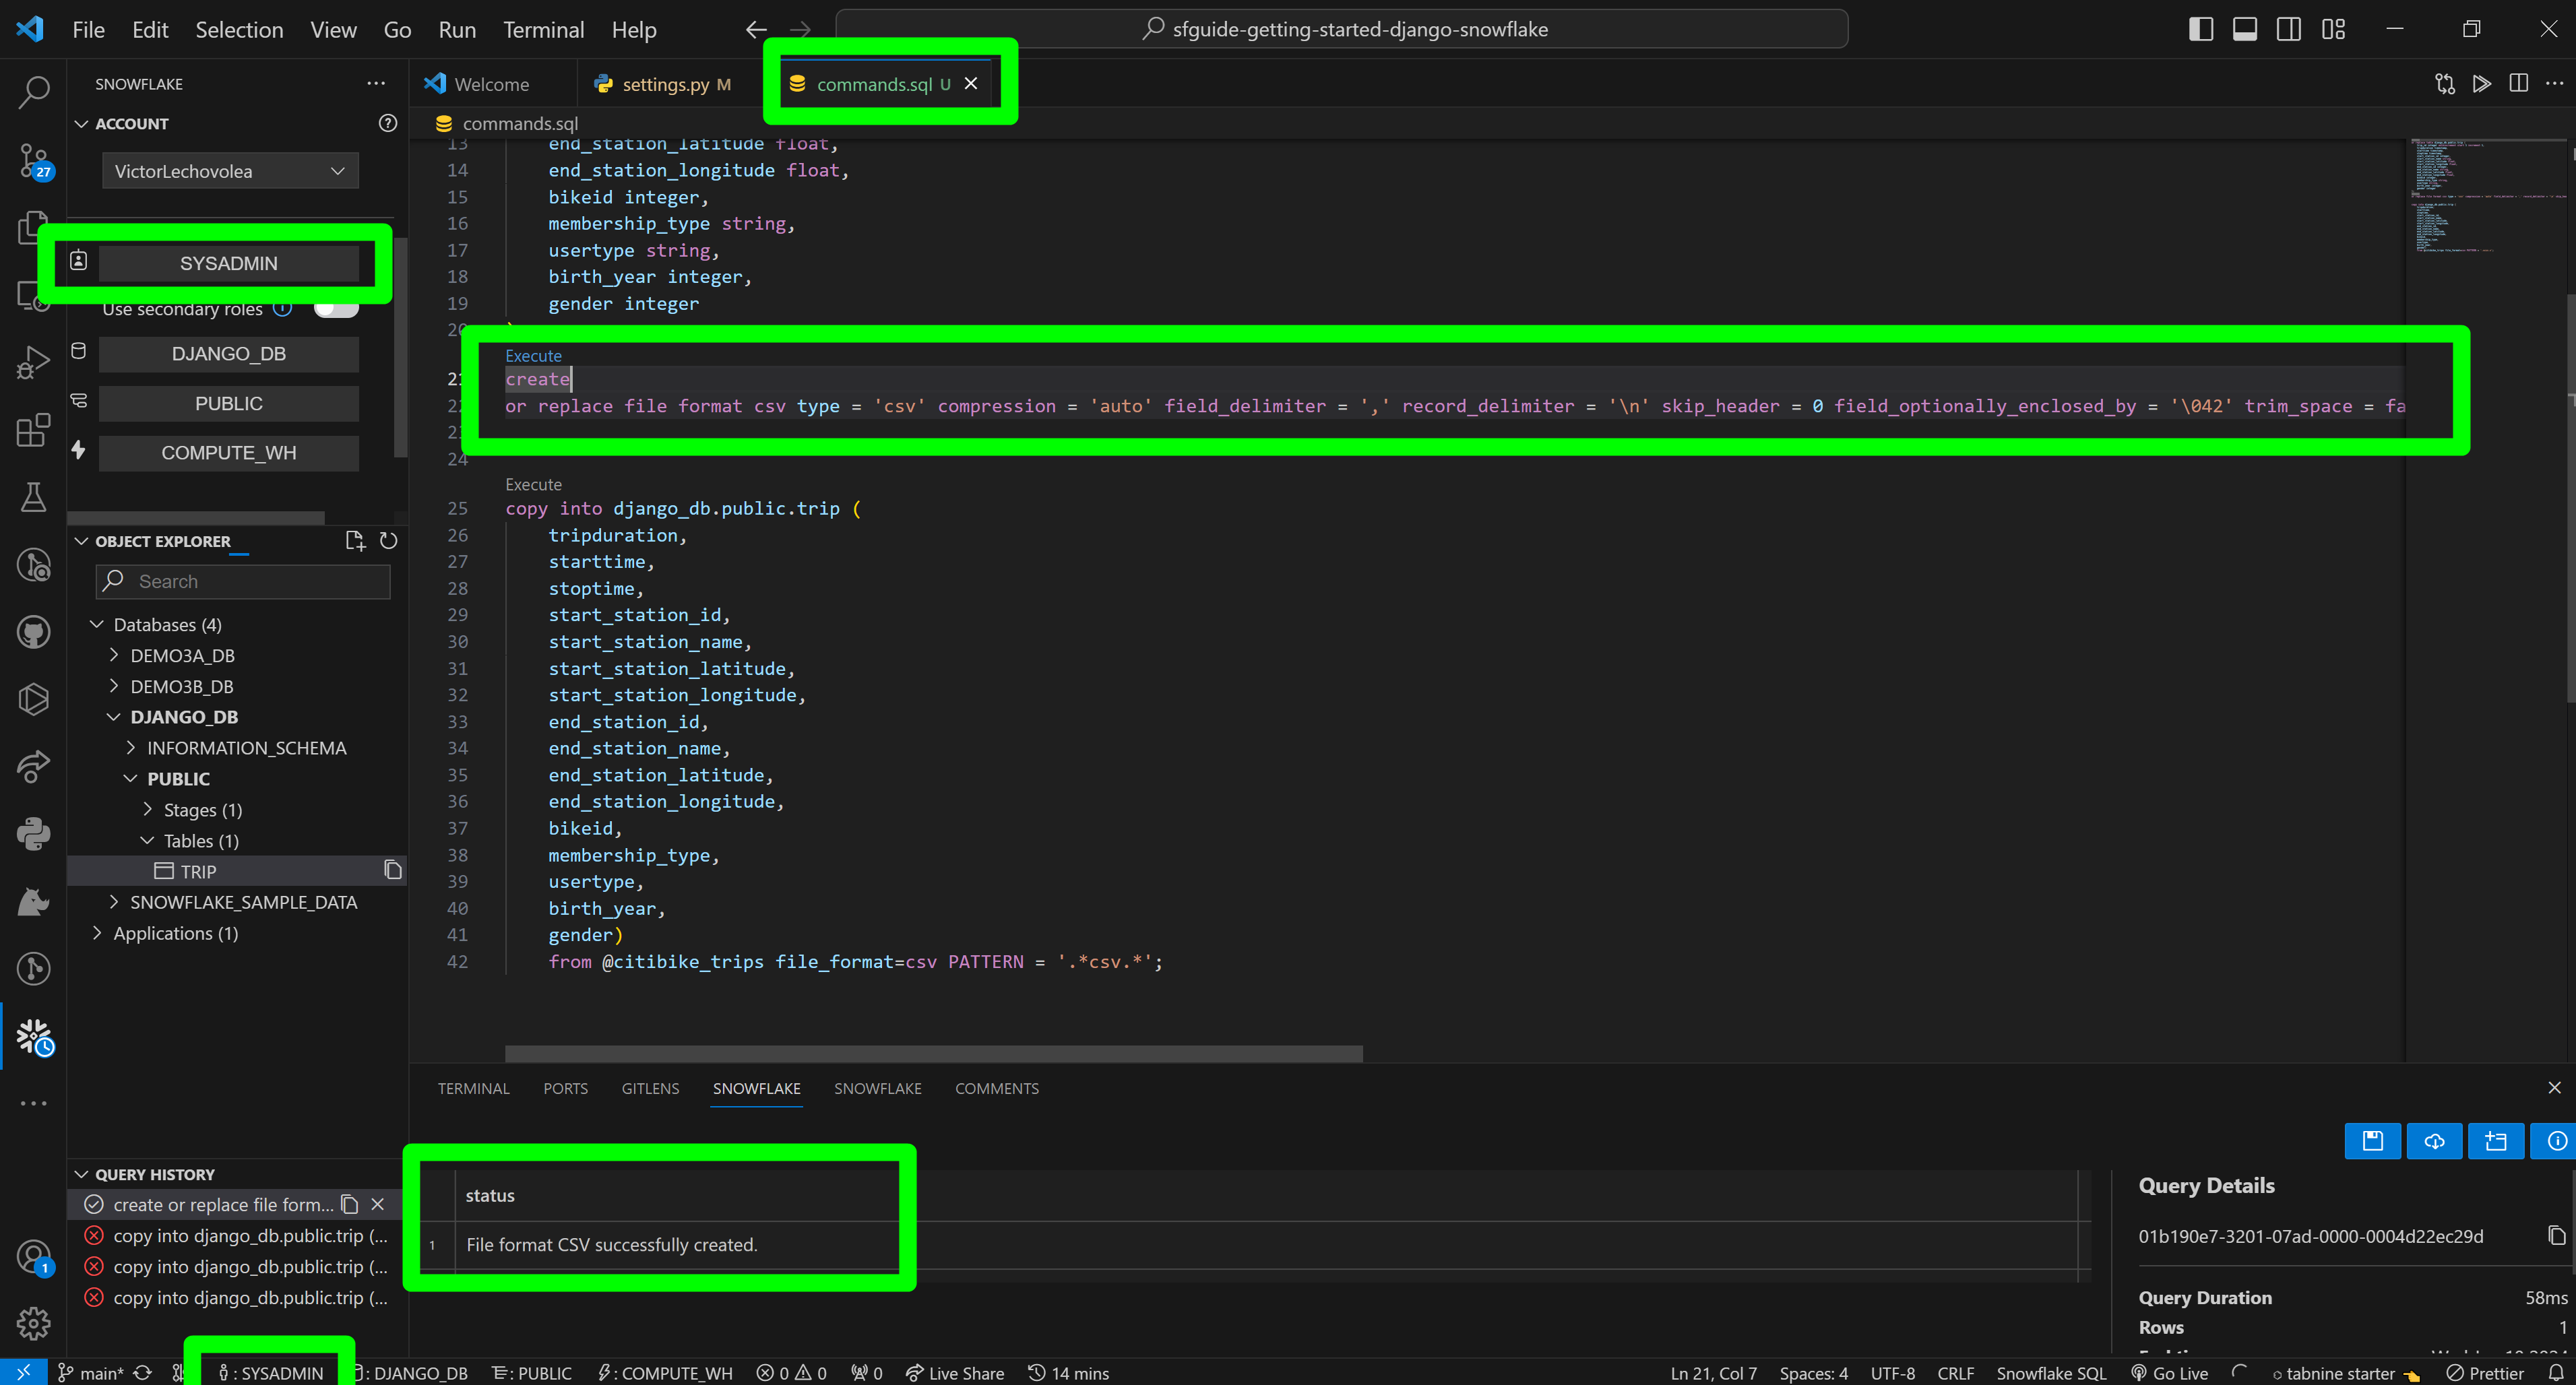 File Edit Selection View Go Run Terminal Help
sfguide-getting-started-django-snowflake
SNOWFLAKE
ACCOUNT
VictorLechovolea
SYSADMIN
Use secondary roles
DJANGO_DB
PUBLIC
COMPUTE_WH
OBJECT EXPLORER
Search
Databases (4)
DEMO3A_DB
DEMO3B_DB
DJANGO_DB
INFORMATION_SCHEMA
PUBLIC
Stages (1)
Tables (1)
TRIP
SNOWFLAKE_SAMPLE_DATA
Applications (1)
QUERY HISTORY
create or replace file form...
copy into django_db.public.trip (...
copy into django_db.public.trip (...
copy into django_db.public.trip (...
27
1
Welcome settings.py M commands.sql U
commands.sql
13 end_station_latitude float,
14 end_station_longitude float,
15 bikeid integer,
16 membership_type string,
17 usertype string,
18 birth_year integer,
19 gender integer
20
Execute
21 create
22 or replace file format csv type = 'csv' compression = 'auto' field_delimiter = ',' record_delimiter = '\n' skip_header = 0 field_optionally_enclosed_by = '\042' trim_space = fa
23
24
Execute
25 copy into django_db.public.trip (
26 tripduration,
27 starttime,
28 stoptime,
29 start_station_id,
30 start_station_name,
31 start_station_latitude,
32 start_station_longitude,
33 end_station_id,
34 end_station_name,
35 end_station_latitude,
36 end_station_longitude,
37 bikeid,
38 membership_type,
39 usertype,
40 birth_year,
41 gender)
42 from @citibike_trips file_format=csv PATTERN = '.*csv.*';
TERMINAL PORTS GITLENS SNOWFLAKE SNOWFLAKE COMMENTS
status
1 File format CSV successfully created.
Query Details
01b190e7-3201-07ad-0000-0004d22ec29d
Query Duration 58ms
Rows 1
main* : SYSADMIN : DJANGO_DB : PUBLIC : COMPUTE_WH 0 0 0 Live Share 14 mins Ln 21, Col 7 Spaces: 4 UTF-8 CRLF Snowflake SQL Go Live tabnine starter Prettier